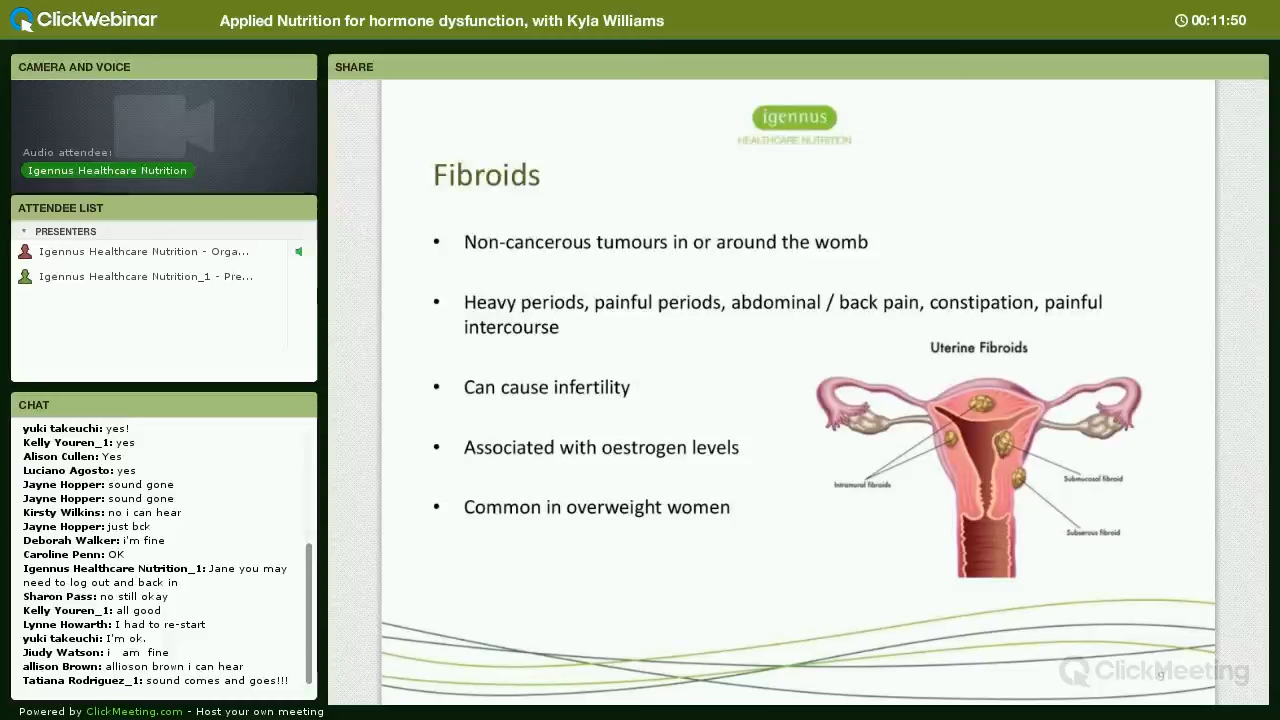 ClickWebinar
Applied Nutrition for hormone dysfunction, with Kyla Williams
00:11:50
CAMERA AND VOICE
Audio attendee:
Igennus Healthcare Nutrition
ATTENDEE LIST
PRESENTERS
Igennus Healthcare Nutrition - Orga...
Igennus Healthcare Nutrition_1 - Pre...
CHAT
yuki takeuchi: yes!
Kelly Youren_1: yes
Alison Cullen: Yes
Luciano Agosto: yes
Jayne Hopper: sound gone
Jayne Hopper: sound gone
Kirsty Wilkins: no i can hear
Jayne Hopper: just bck
Deborah Walker: i'm fine
Caroline Penn: OK
Igennus Healthcare Nutrition_1: Jane you may
need to log out and back in
Sharon Pass: no still okay
Kelly Youren_1: all good
Lynne Howarth: I had to re-start
yuki takeuchi: I'm ok.
Jiudy Watson: i am fine
allison Brown: allioson brown i can hear
Tatiana Rodriguez_1: sound comes and goes!!!
SHARE
igennus
HEALTHCARE NUTRITION
Fibroids
• Non-cancerous tumours in or around the womb
• Heavy periods, painful periods, abdominal / back pain, constipation, painful
intercourse
• Can cause infertility
• Associated with oestrogen levels
• Common in overweight women
Uterine Fibroids
Intramural fibroids
Submucosal fibroid
Subserous fibroid
ClickMeeting
9
Powered by ClickMeeting.com - Host your own meeting